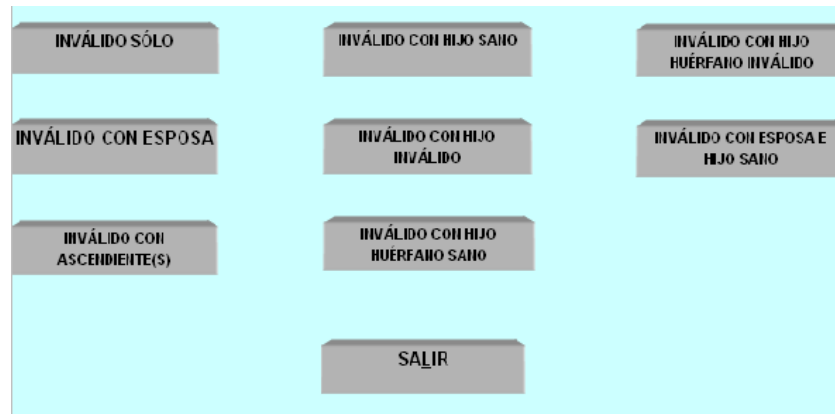 INVÁLIDO SÓLO
INVÁLIDO CON HIJO SANO
INVÁLIDO CON HIJO
HUÉRFANO INVÁLIDO
INVÁLIDO CON ESPOSA
INVÁLIDO CON HIJO
INVÁLIDO
INVÁLIDO CON ESPOSA E
HIJO SANO
INVÁLIDO CON
ASCENDIENTE(S)
INVÁLIDO CON HIJO
HUÉRFANO SANO
SALIR